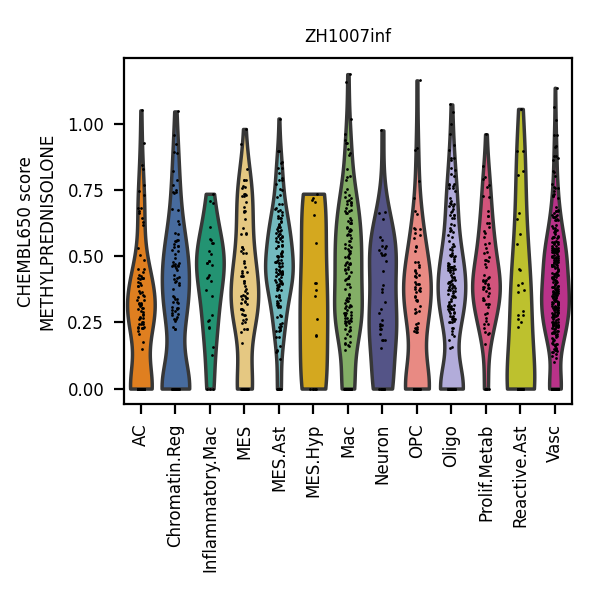 ZH1007inf
CHEMBL650 score
METHYLPREDNISOLONE
1.00
0.75
0.50
0.25
0.00
AC
Chromatin.Reg
Inflammatory.Mac
MES
MES.Ast
MES.Hyp
Mac
Neuron
OPC
Oligo
Prolif.Metab
Reactive.Ast
Vasc